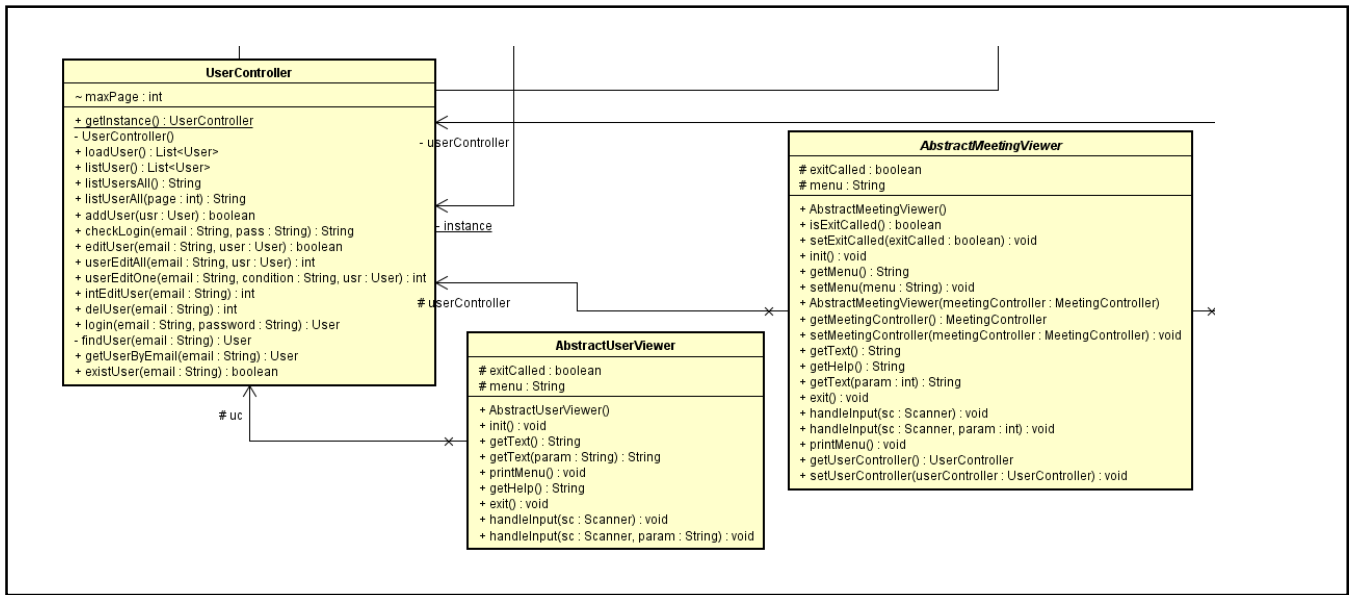 UserController
~ maxPage : int
+ getInstance() : UserController
- UserController()
+ loadUser() : List<User>
+ listUser() : List<User>
+ listUsersAll() : String
+ listUserAll(page : int) : String
+ addUser(usr : User) : boolean
+ checkLogin(email : String, pass : String) : String
+ editUser(email : String, user : User) : boolean
+ userEditAll(email : String, usr : User) : int
+ userEditOne(email : String, condition : String, usr : User) : int
+ intEditUser(email : String) : int
+ delUser(email : String) : int
+ login(email : String, password : String) : User
- findUser(email : String) : User
+ getUserByEmail(email : String) : User
+ existUser(email : String) : boolean
- userController
- instance
# userController
# uc
AbstractUserViewer
# exitCalled : boolean
# menu : String
+ AbstractUserViewer()
+ init() : void
+ getText() : String
+ getText(param : String) : String
+ printMenu() : void
+ getHelp() : String
+ exit() : void
+ handleInput(sc : Scanner) : void
+ handleInput(sc : Scanner, param : String) : void
AbstractMeetingViewer
# exitCalled : boolean
# menu : String
+ AbstractMeetingViewer()
+ isExitCalled() : boolean
+ setExitCalled(exitCalled : boolean) : void
+ init() : void
+ getMenu() : String
+ setMenu(menu : String) : void
+ AbstractMeetingViewer(meetingController : MeetingController)
+ getMeetingController() : MeetingController
+ setMeetingController(meetingController : MeetingController) : void
+ getText() : String
+ getHelp() : String
+ getText(param : int) : String
+ exit() : void
+ handleInput(sc : Scanner) : void
+ handleInput(sc : Scanner, param : int) : void
+ printMenu() : void
+ getUserController() : UserController
+ setUserController(userController : UserController) : void